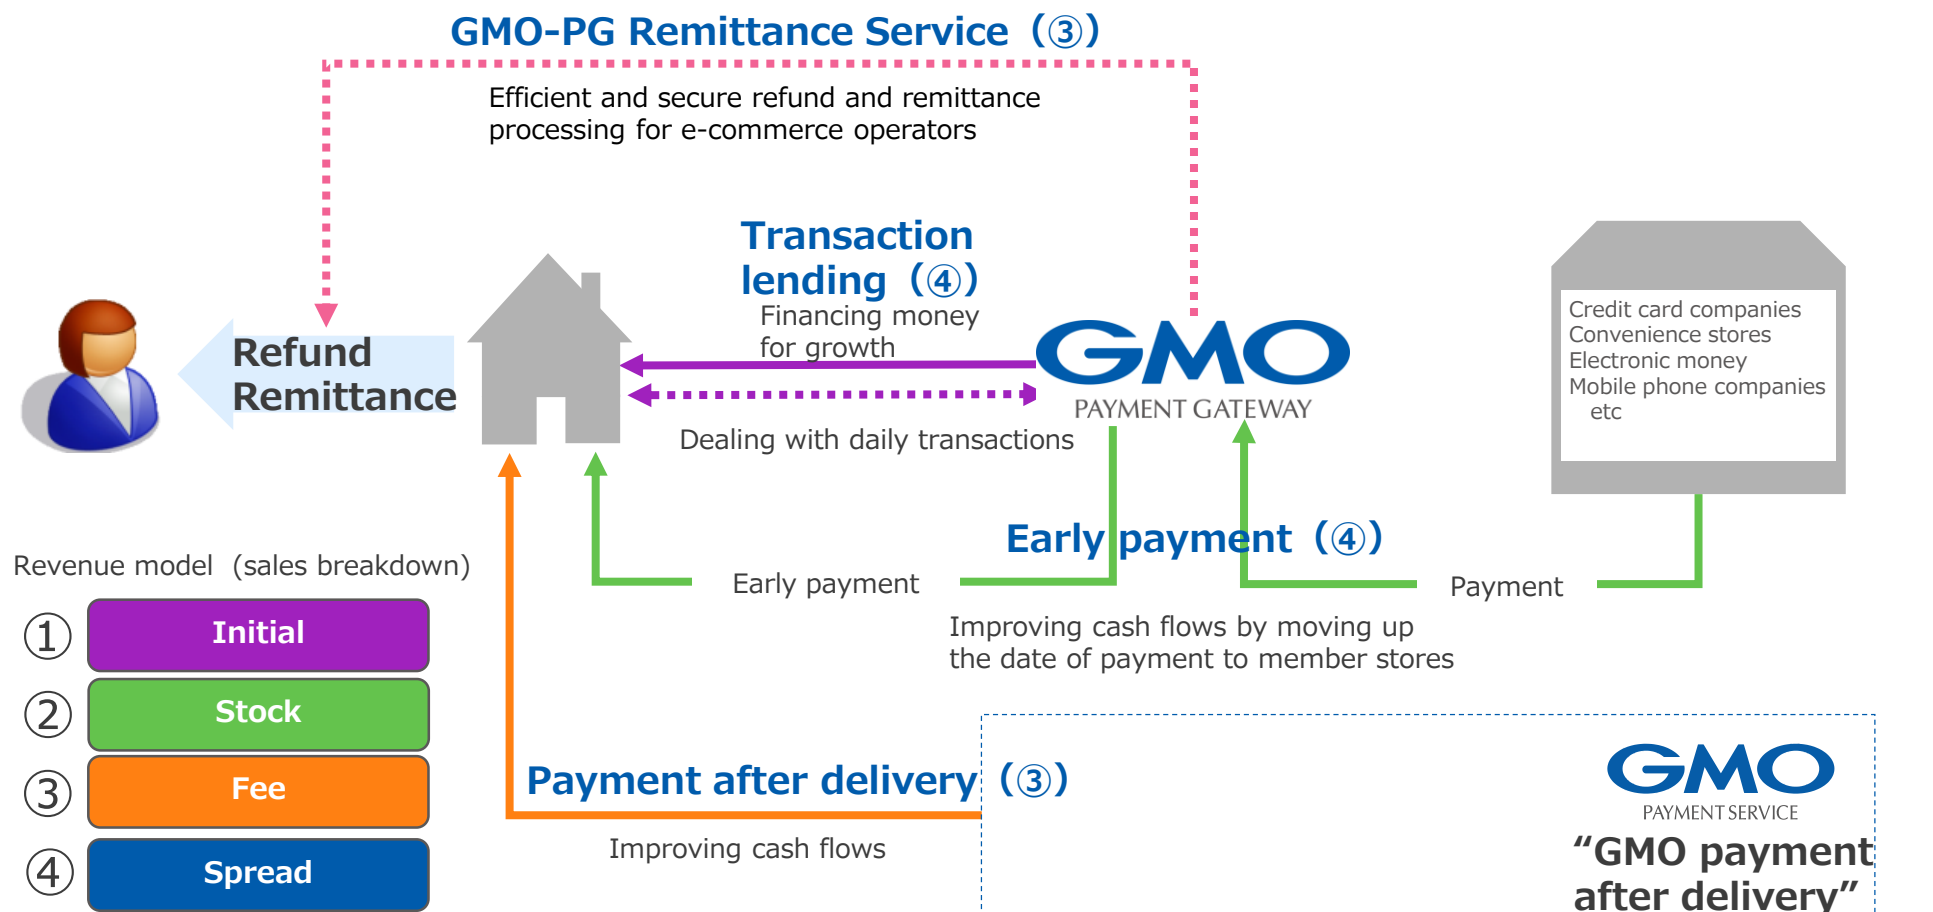 GMO-PG Remittance Service（③）
Efficient and secure refund and remittance
processing for e-commerce operators
Transaction
lending（④）
Financing money
for growth
Refund
Remittance
GMO
PAYMENT GATEWAY
Dealing with daily transactions
Credit card companies
Convenience stores
Electronic money
Mobile phone companies
etc
Early payment（④）
Early payment
Payment
Improving cash flows by moving up
the date of payment to member stores
Revenue model (sales breakdown)
① Initial
② Stock
③ Fee
④ Spread
Payment after delivery（③）
Improving cash flows
GMO
PAYMENT SERVICE
“GMO payment
after delivery”